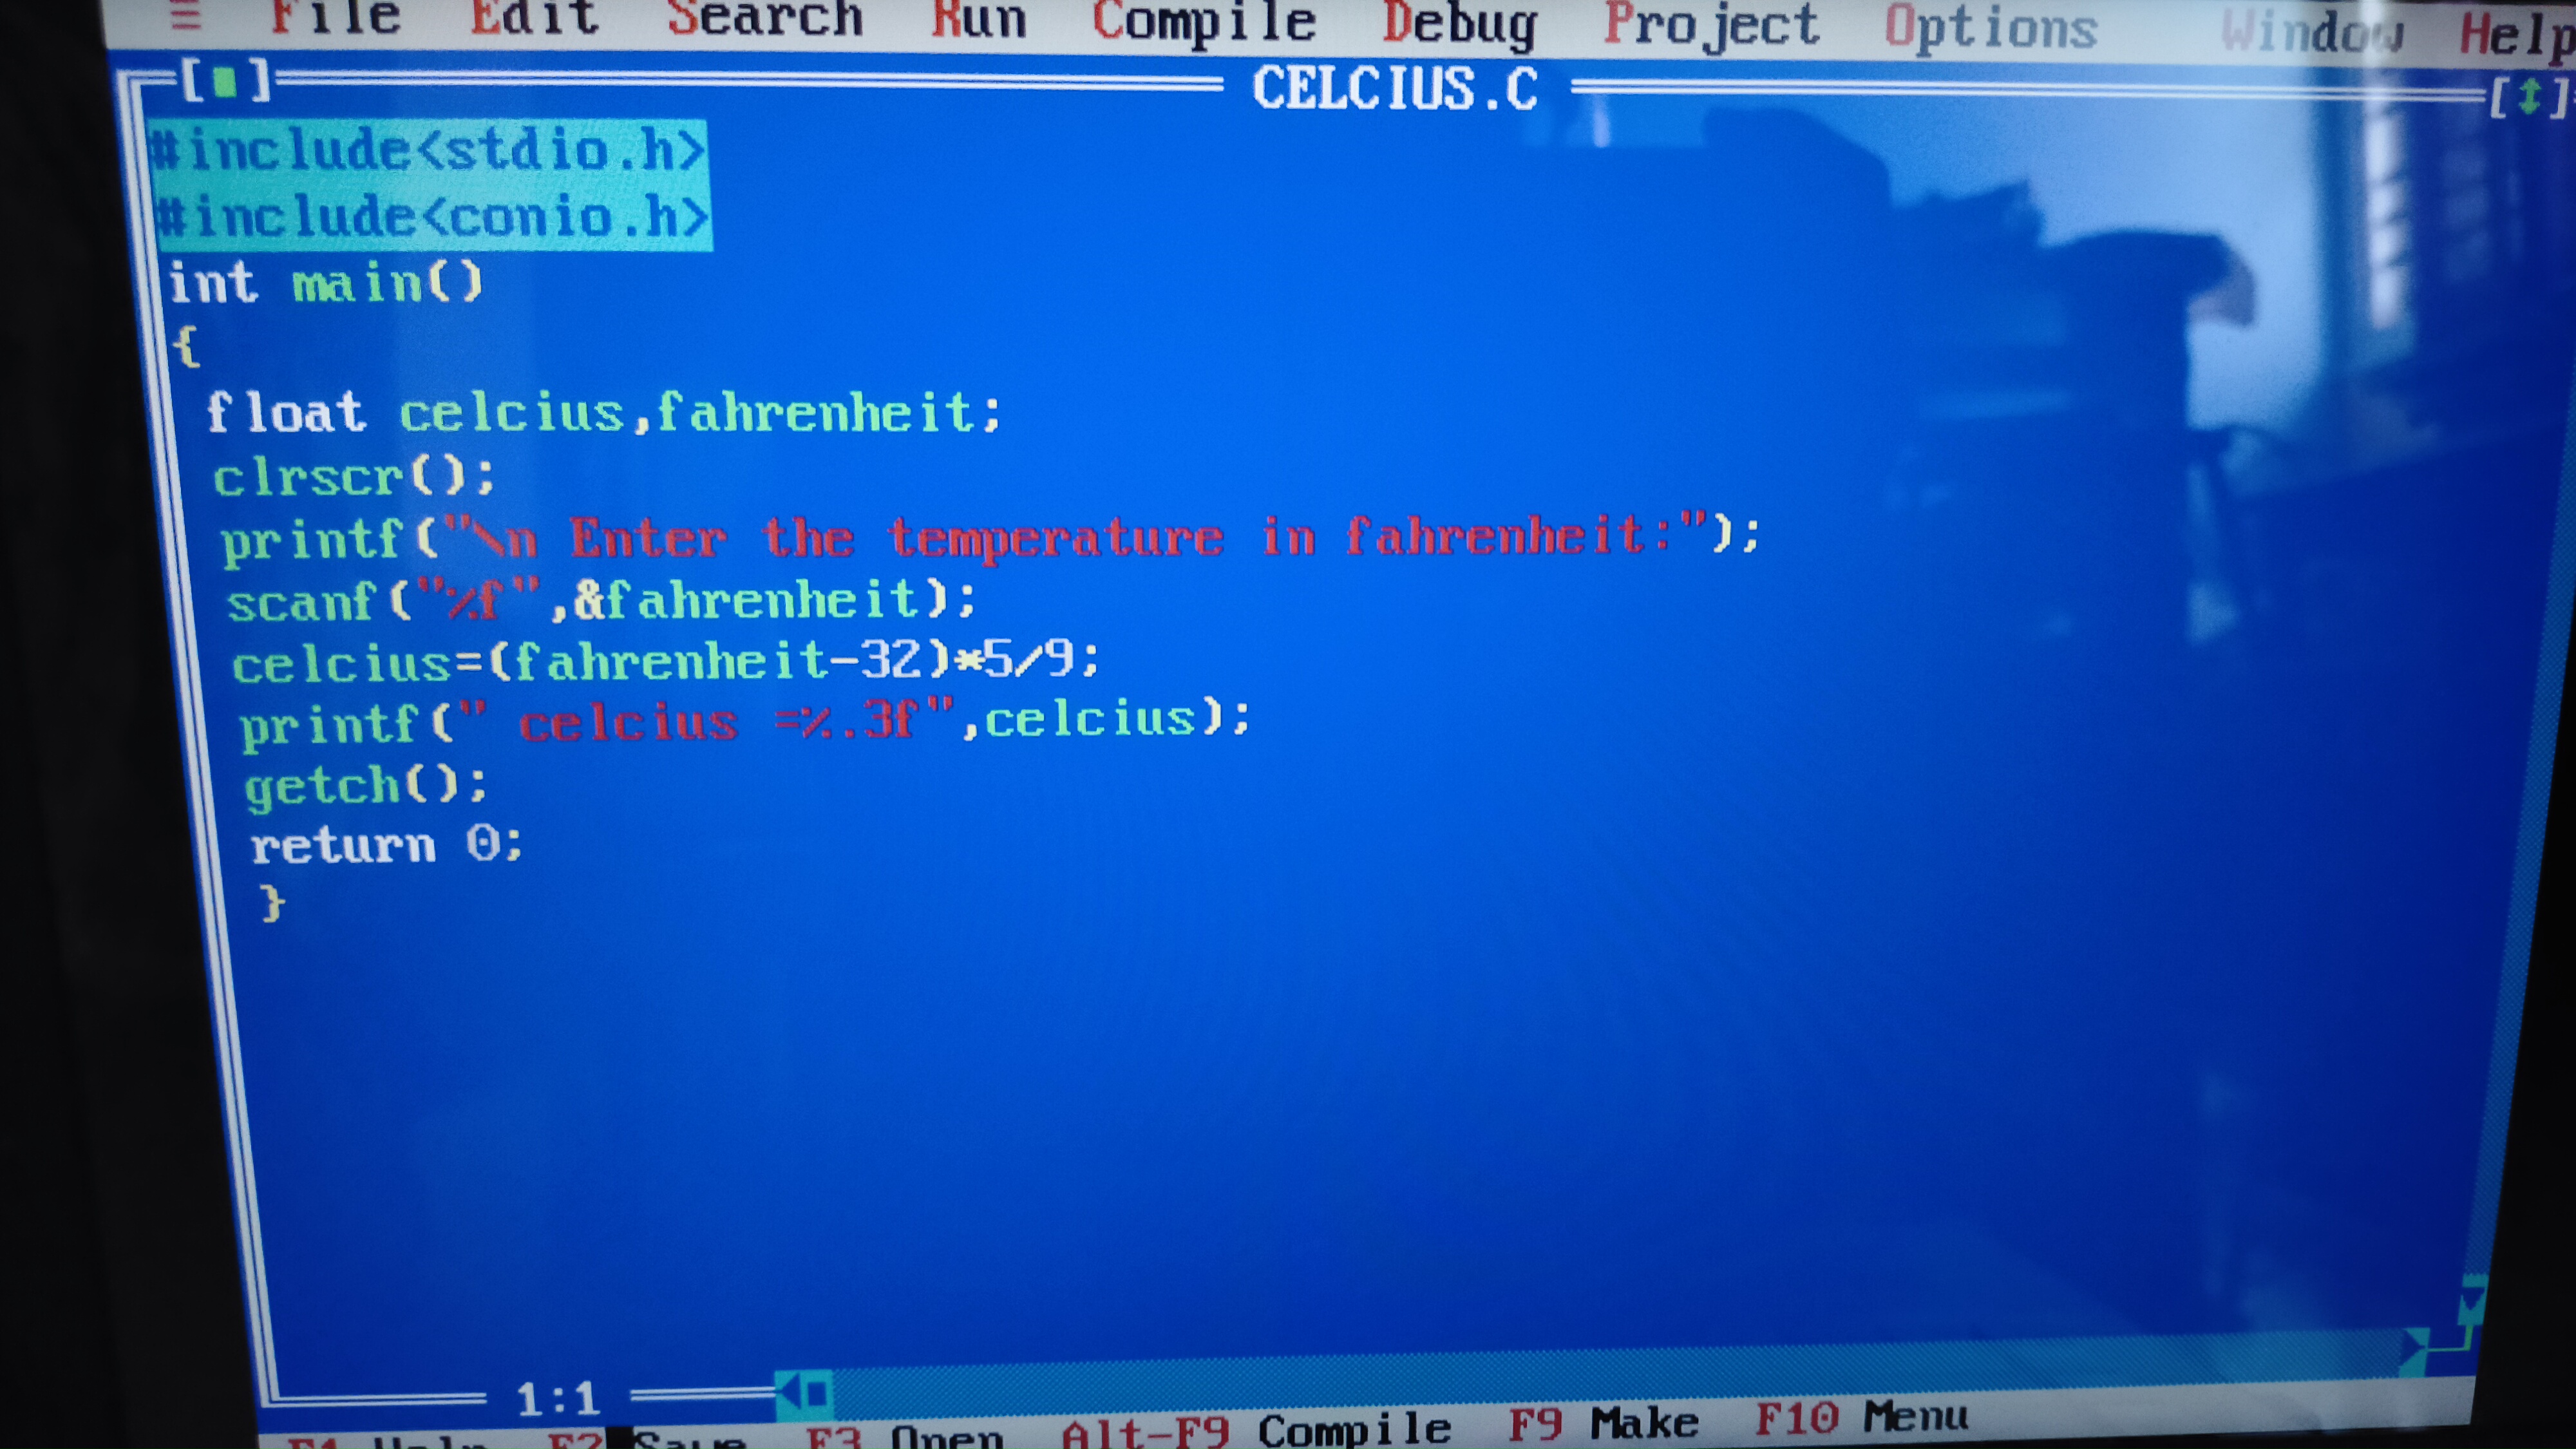 ≡ File Edit Search Run Compile Debug Project Options Window Help
[■] CELCIUS.C [↕]
#include<stdio.h>
#include<conio.h>
int main()
{
float celcius,fahrenheit;
clrscr();
printf("\n Enter the temperature in fahrenheit:");
scanf("%f",&fahrenheit);
celcius=(fahrenheit-32)*5/9;
printf(" celcius =%.3f",celcius);
getch();
return 0;
}
1:1
F1 Help F2 Save F3 Open Alt-F9 Compile F9 Make F10 Menu